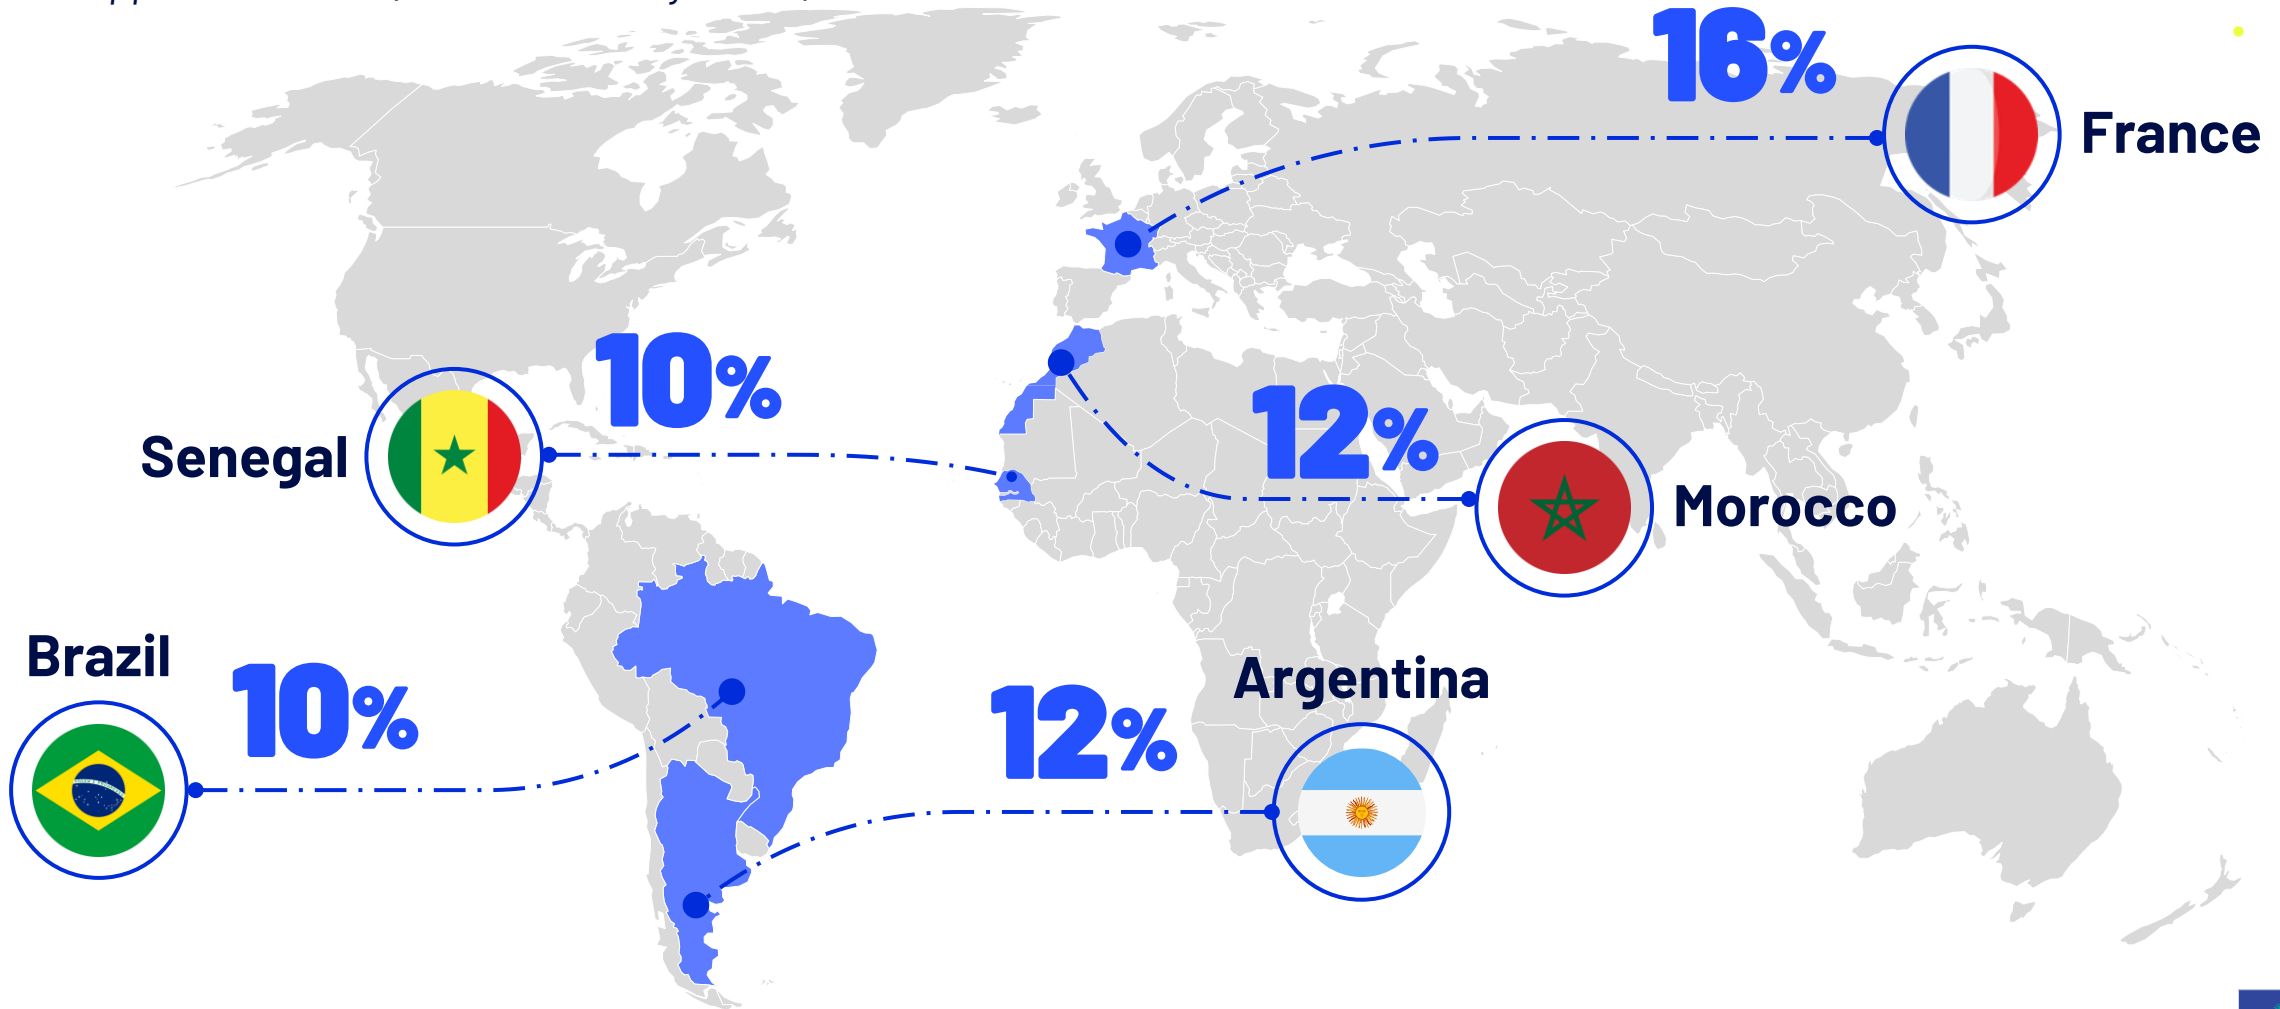 16%
France
10%
Senegal
12%
Morocco
Brazil
10%
Argentina
12%